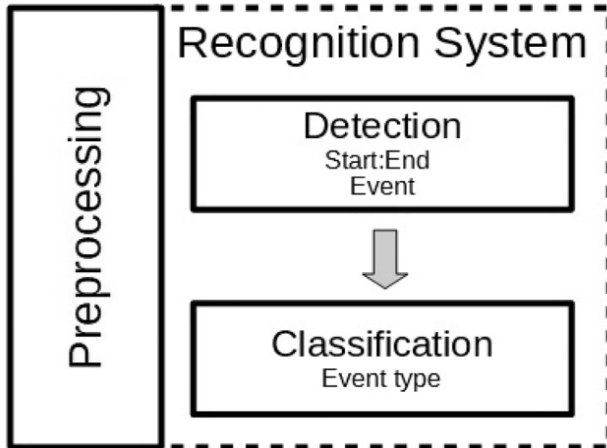 Preprocessing
Recognition System
Detection
Start:End
Event
Classification
Event type